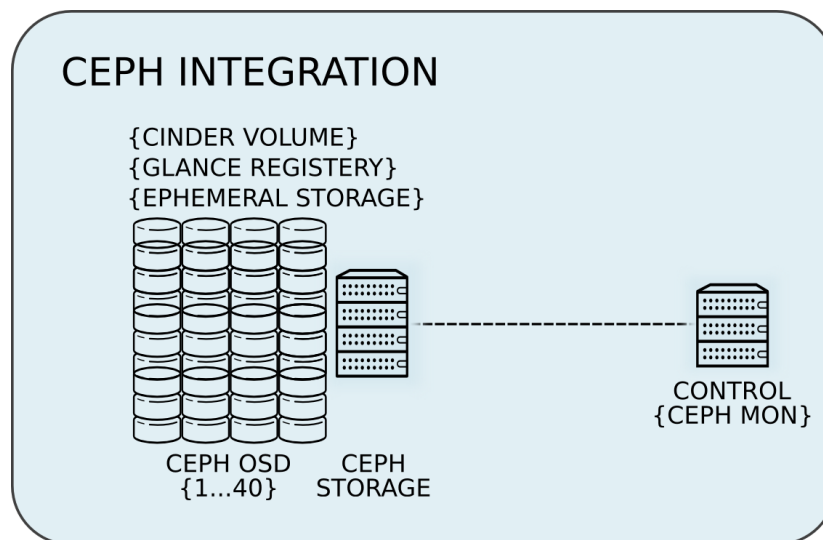 CEPH INTEGRATION
{CINDER VOLUME}
{GLANCE REGISTERY}
{EPHEMERAL STORAGE}
CEPH OSD
{1...40}
CEPH
STORAGE
CONTROL
{CEPH MON}